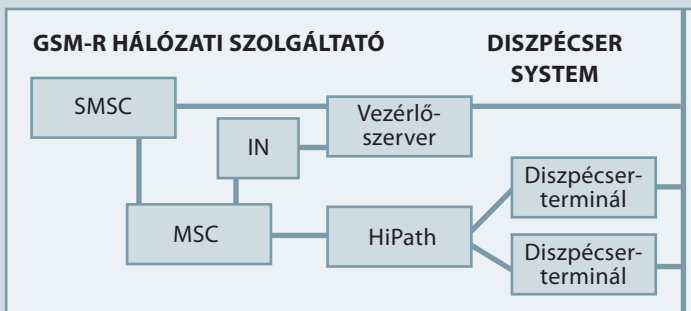 GSM-R HÁLÓZATI SZOLGÁLTATÓ
DISZPÉCSER
SYSTEM
SMSC
Vezérlő-
szerver
IN
Diszpécser-
terminál
MSC
HiPath
Diszpécser-
terminál